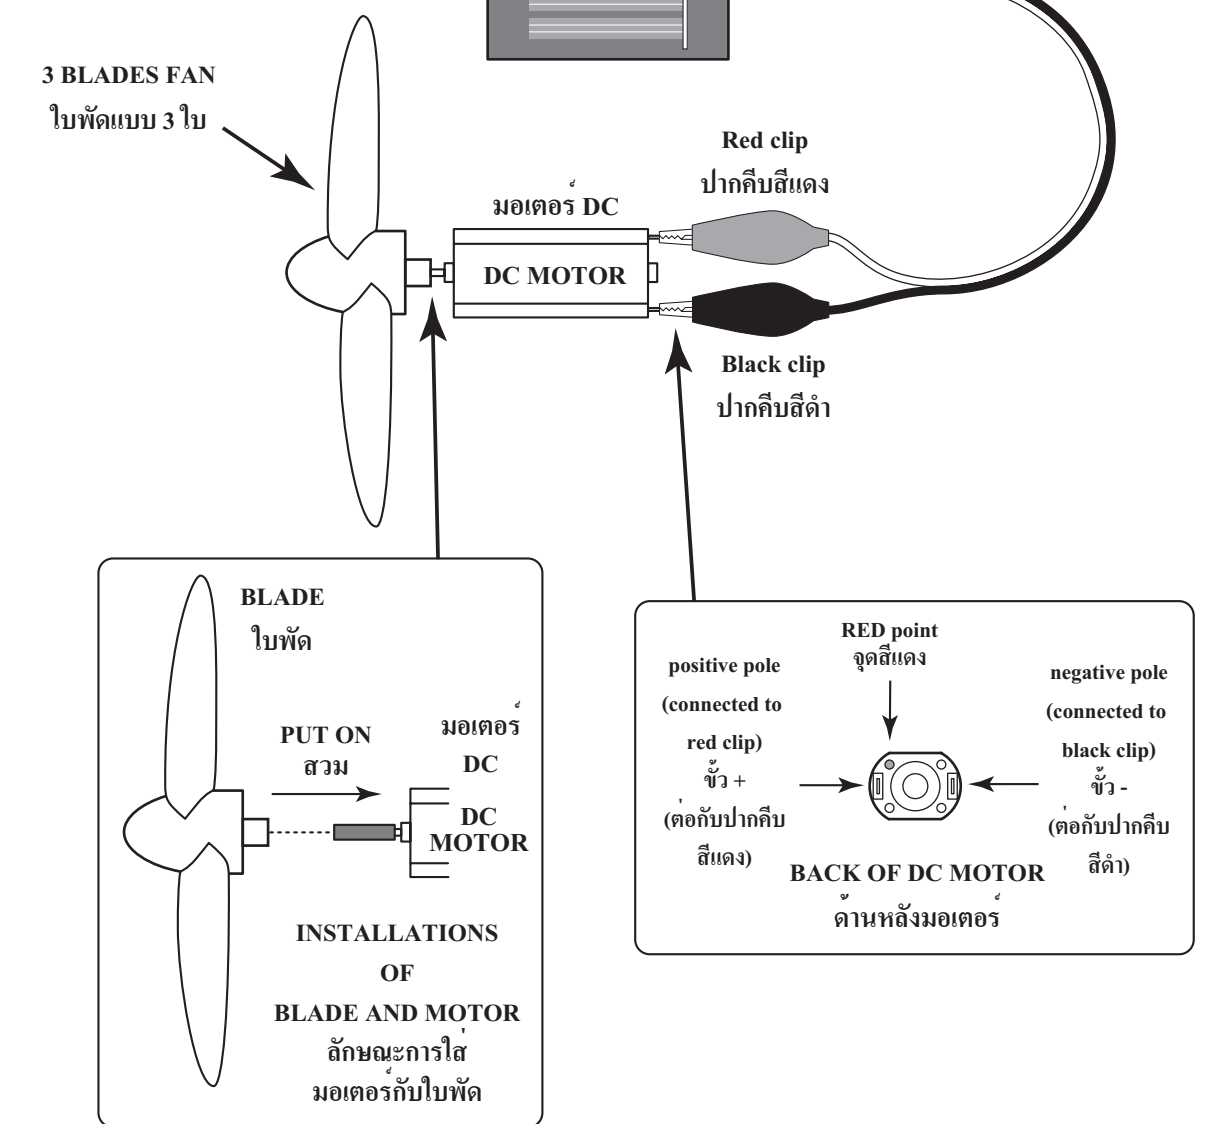 3 BLADES FAN
ใบพัดแบบ 3 ใบ
Red clip
ปากคีบสีแดง
มอเตอร์ DC
DC MOTOR
Black clip
ปากคีบสีดำ
BLADE
ใบพัด
PUT ON
สวม
มอเตอร์
DC
DC
MOTOR
INSTALLATIONS
OF
BLADE AND MOTOR
ลักษณะการใส่
มอเตอร์กับใบพัด
RED point
จุดสีแดง
positive pole
(connected to
red clip)
ขั้ว +
(ต่อกับปากคีบ
สีแดง)
negative pole
(connected to
black clip)
ขั้ว -
(ต่อกับปากคีบ
สีดำ)
BACK OF DC MOTOR
ด้านหลังมอเตอร์